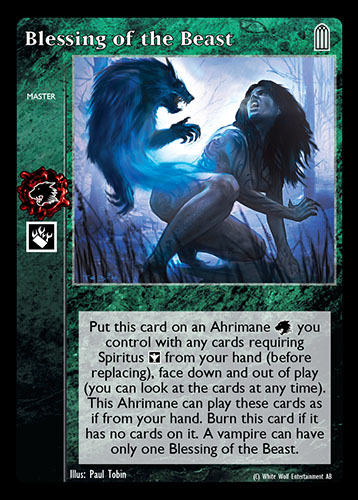 Blessing of the Beast
MASTER
Put this card on an Ahrimane you
control with any cards requiring
Spiritus from your hand (before
replacing), face down and out of play
(you can look at the cards at any time).
This Ahrimane can play these cards as
if from your hand. Burn this card if it
has no cards on it. A vampire can have
only one Blessing of the Beast.
Illus: Paul Tobin
(C) White Wolf Entertainment AB